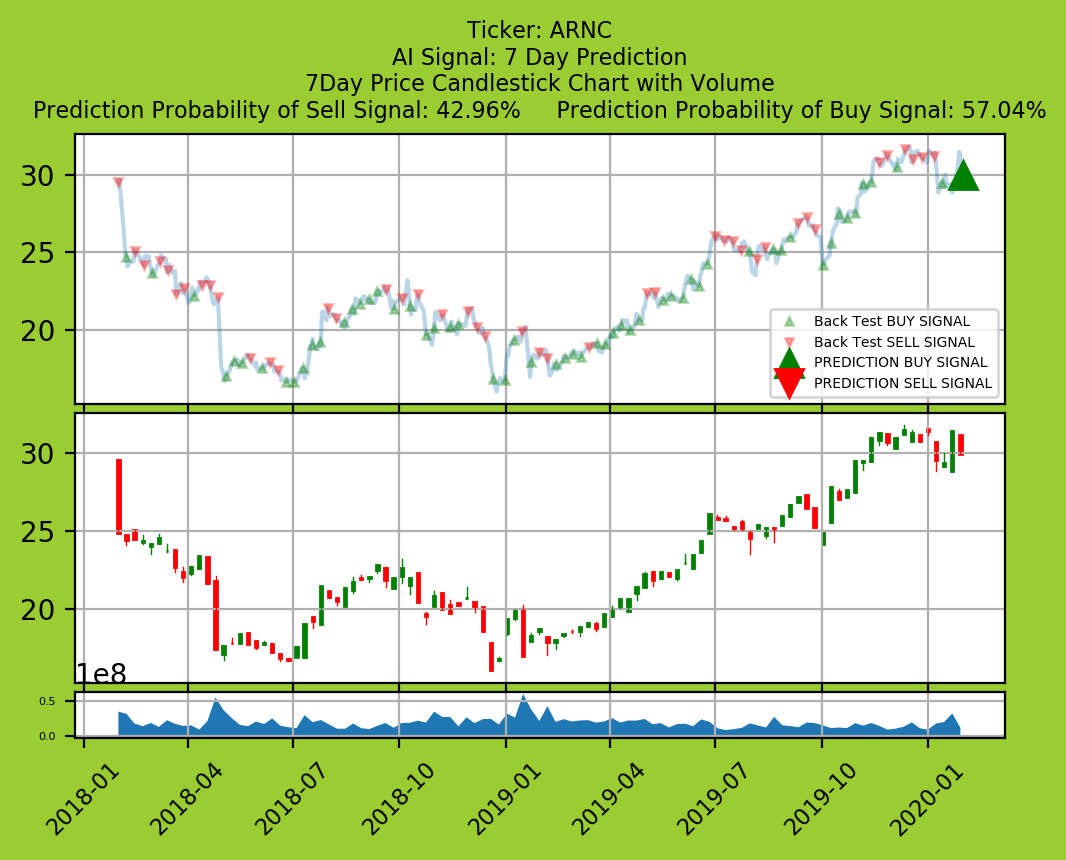 Ticker: ARNC
AI Signal: 7 Day Prediction
7Day Price Candlestick Chart with Volume
Prediction Probability of Sell Signal: 42.96%     Prediction Probability of Buy Signal: 57.04%
30
25
20
Back Test BUY SIGNAL
Back Test SELL SIGNAL
PREDICTION BUY SIGNAL
PREDICTION SELL SIGNAL
30
25
20
1e8
0.5
0.0
2018-01
2018-04
2018-07
2018-10
2019-01
2019-04
2019-07
2019-10
2020-01